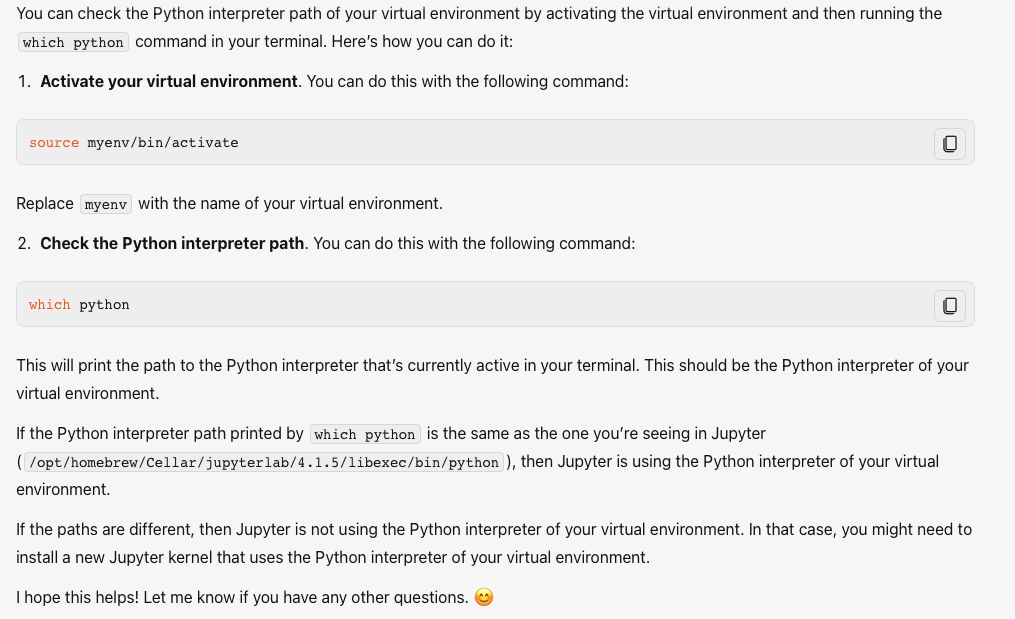 You can check the Python interpreter path of your virtual environment by activating the virtual environment and then running the
which python command in your terminal. Here’s how you can do it:
1. Activate your virtual environment. You can do this with the following command:
source myenv/bin/activate
Replace myenv with the name of your virtual environment.
2. Check the Python interpreter path. You can do this with the following command:
which python
This will print the path to the Python interpreter that’s currently active in your terminal. This should be the Python interpreter of your
virtual environment.
If the Python interpreter path printed by which python is the same as the one you’re seeing in Jupyter
(/opt/homebrew/Cellar/jupyterlab/4.1.5/libexec/bin/python), then Jupyter is using the Python interpreter of your virtual
environment.
If the paths are different, then Jupyter is not using the Python interpreter of your virtual environment. In that case, you might need to
install a new Jupyter kernel that uses the Python interpreter of your virtual environment.
I hope this helps! Let me know if you have any other questions. 😊